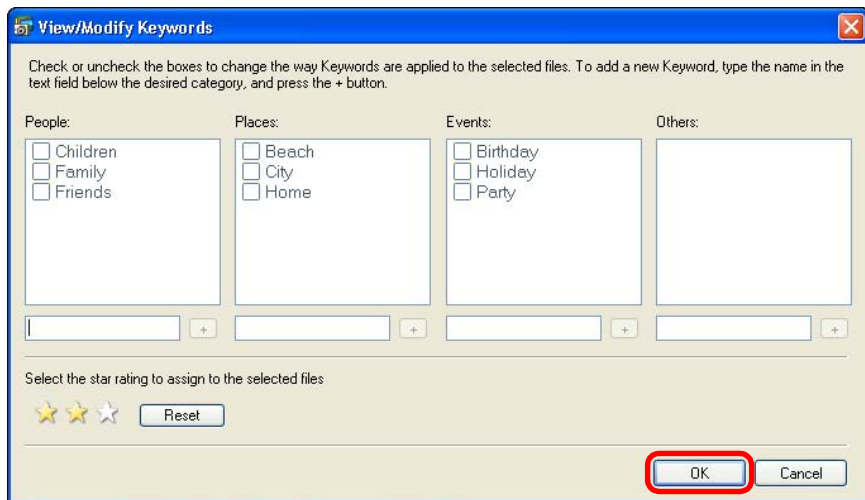 View/Modify Keywords
Check or uncheck the boxes to change the way Keywords are applied to the selected files. To add a new Keyword, type the name in the
text field below the desired category, and press the + button.
People: Places: Events: Others:
Children Beach Birthday
Family City Holiday
Friends Home Party
+ + + +
Select the star rating to assign to the selected files
Reset
OK Cancel